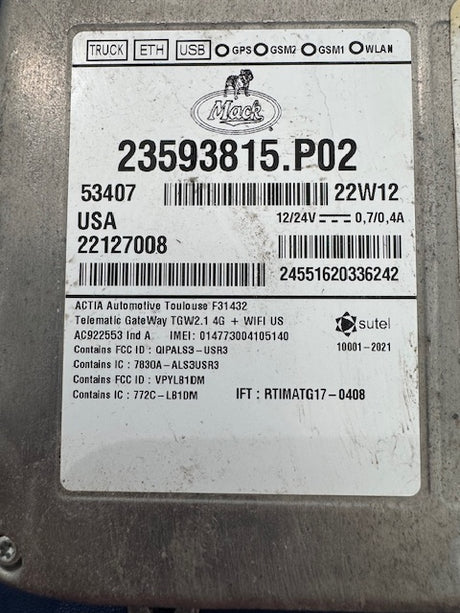 TRUCK ETH USB GPS GSM2 GSM1 WLAN
Mack
23593815.P02
53407 22W12
USA 12/24V 0,7/0,4A
22127008
24551620336242
ACTIA Automotive Toulouse F31432
Telematic GateWay TGW2.1 4G + WIFI US
AC922553 Ind A IMEI: 014773004105140
sutel
Contains FCC ID : QIPALS3-USR3
10001-2021
Contains IC : 7830A-ALS3USR3
Contains FCC ID : VPYLB1DM
Contains IC : 772C-LB1DM IFT : RTIMATG17-0408